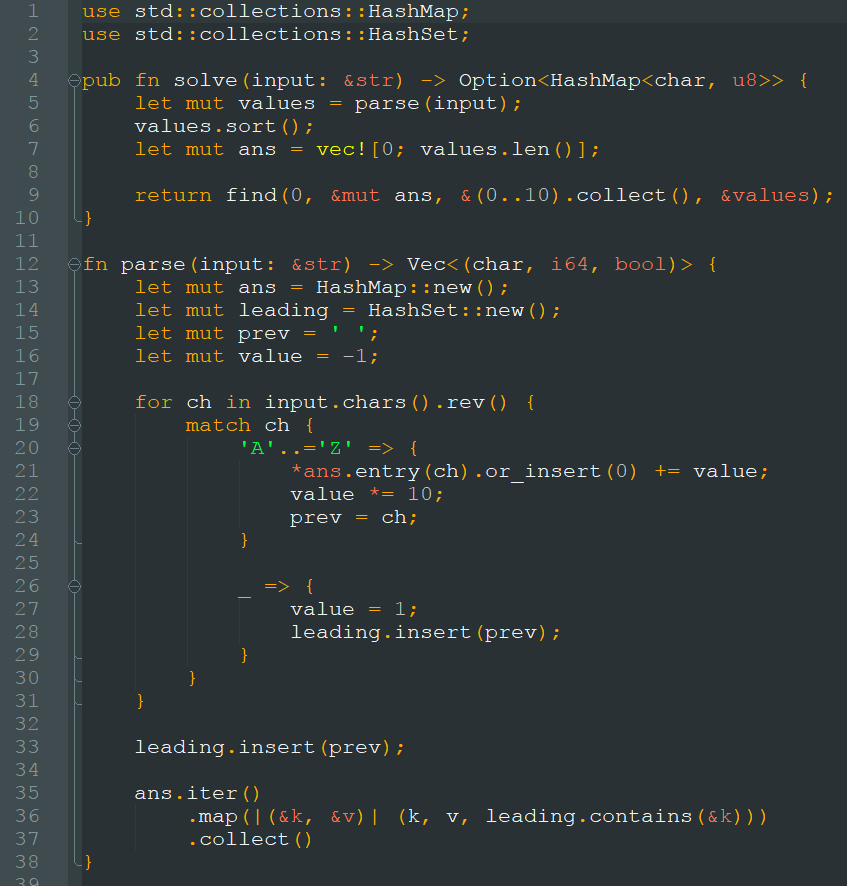 1 use std::collections::HashMap;
2 use std::collections::HashSet;
3
4 pub fn solve(input: &str) -> Option<HashMap<char, u8>> {
5     let mut values = parse(input);
6     values.sort();
7     let mut ans = vec![0; values.len()];
8
9     return find(0, &mut ans, &(0..10).collect(), &values);
10 }
11
12 fn parse(input: &str) -> Vec<(char, i64, bool)> {
13     let mut ans = HashMap::new();
14     let mut leading = HashSet::new();
15     let mut prev = ' ';
16     let mut value = -1;
17
18     for ch in input.chars().rev() {
19         match ch {
20             'A'..='Z' => {
21                 *ans.entry(ch).or_insert(0) += value;
22                 value *= 10;
23                 prev = ch;
24             }
25
26             _ => {
27                 value = 1;
28                 leading.insert(prev);
29             }
30         }
31     }
32
33     leading.insert(prev);
34
35     ans.iter()
36         .map(|(&k, &v)| (k, v, leading.contains(&k)))
37         .collect()
38 }
39